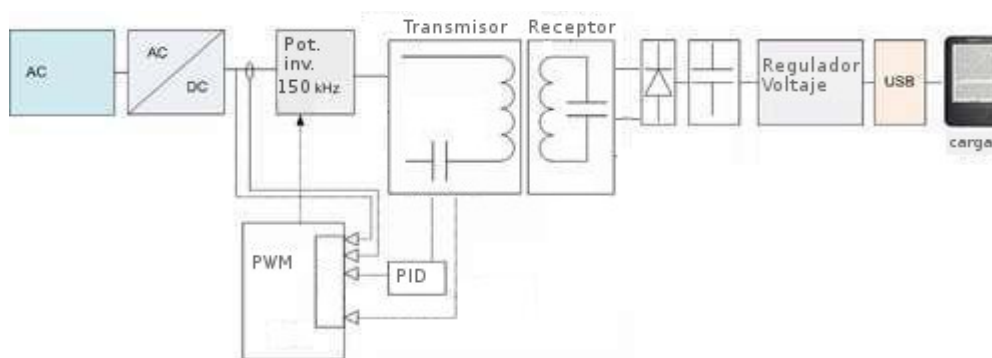 Transmisor
Receptor
AC
AC
DC
Pot.
inv.
150 kHz
Regulador
Voltaje
USB
carga
PWM
PID